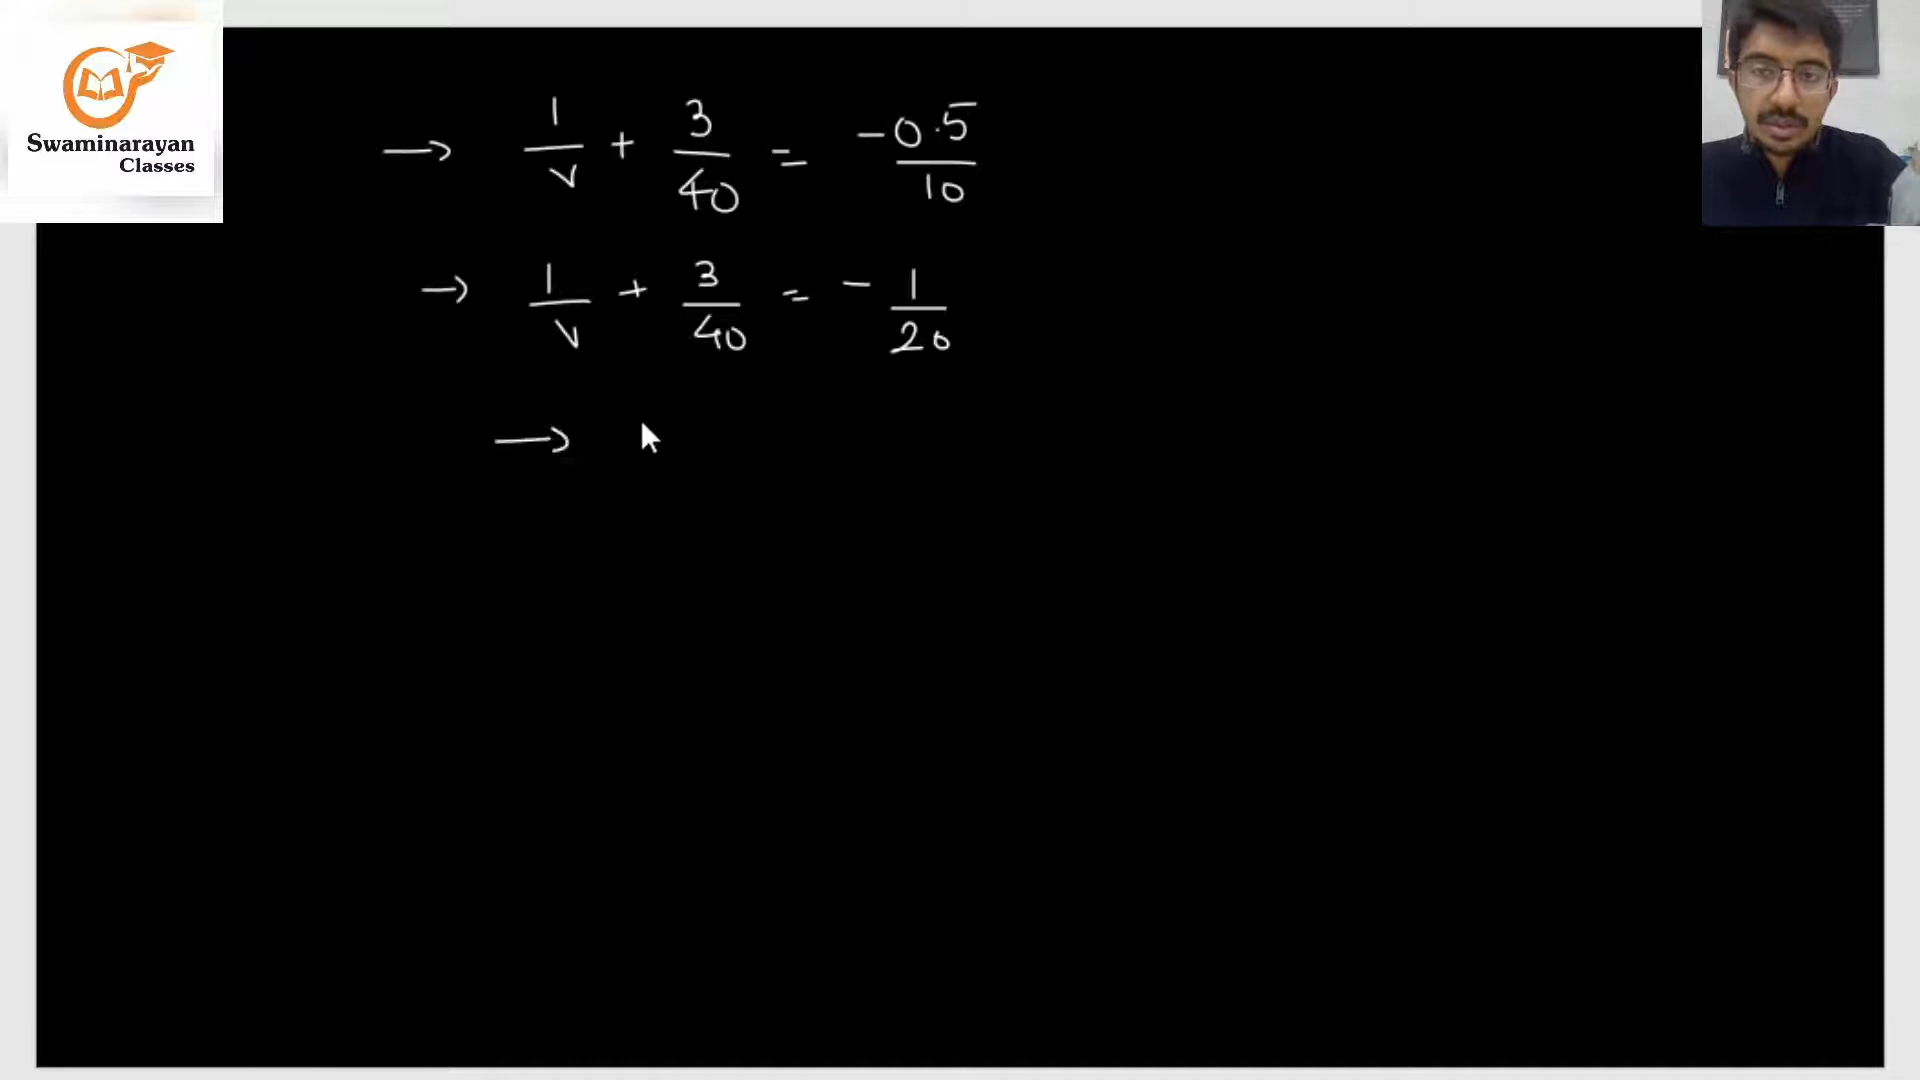 Swaminarayan
Classes
→ 1/v + 3/40 = -0.5/10
→ 1/v + 3/40 = - 1/20
→